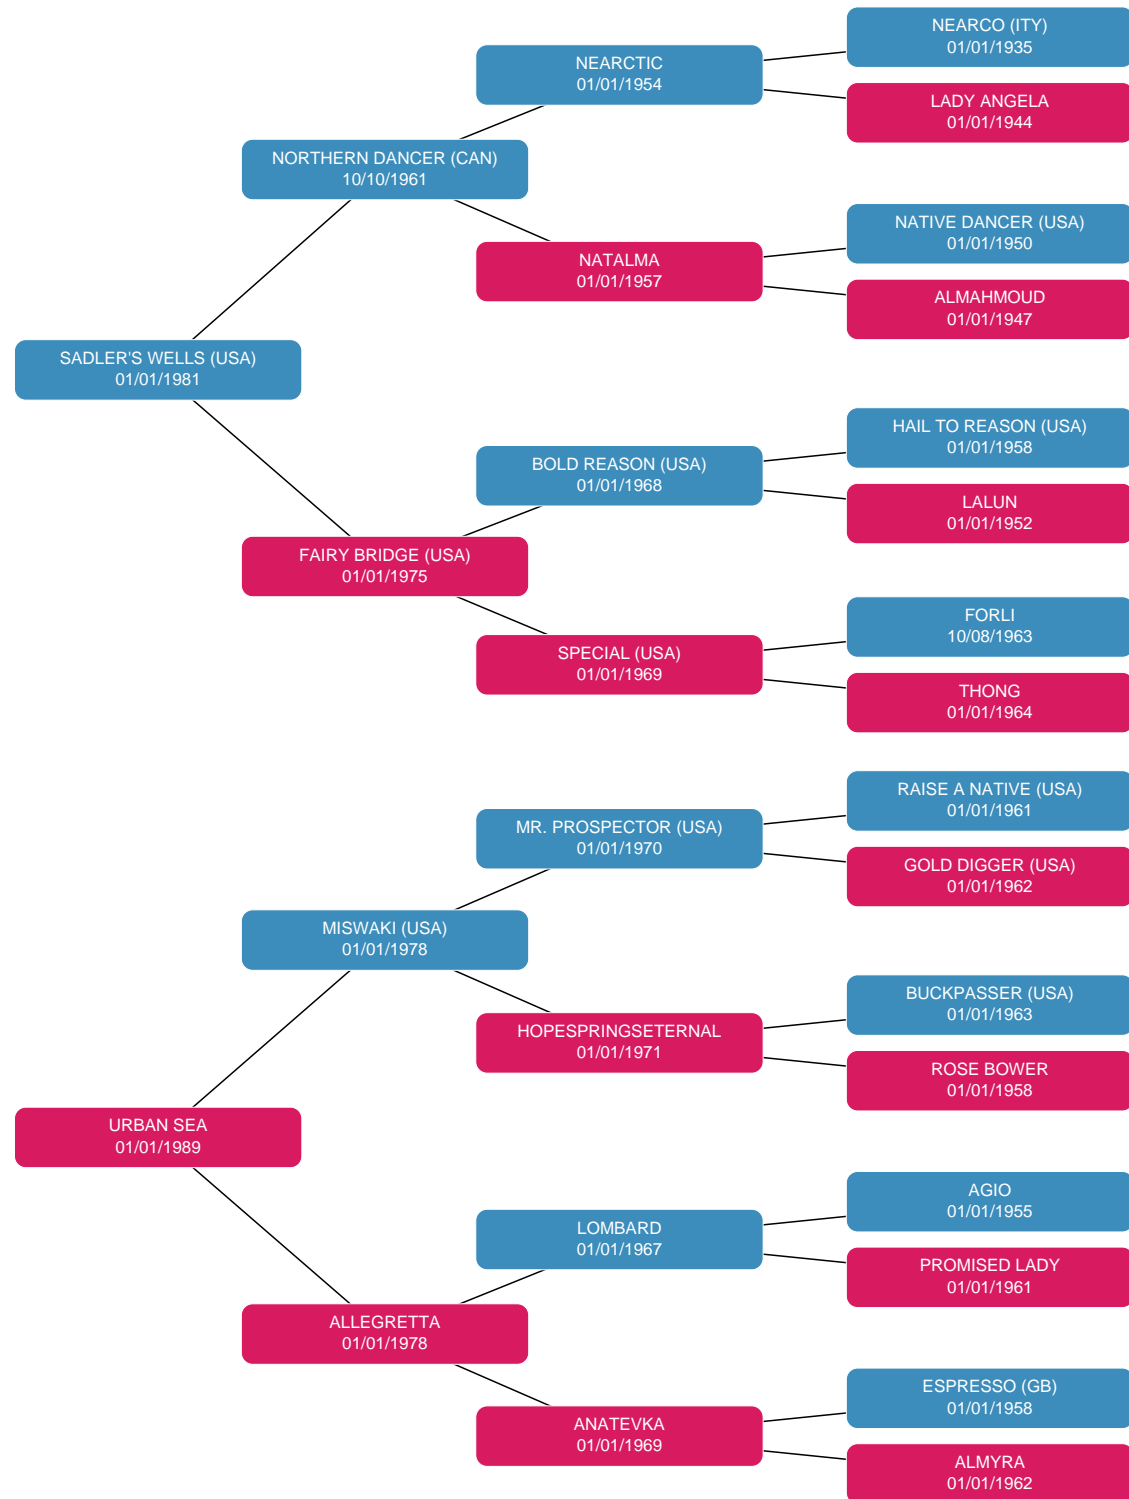 NEARCO (ITY)
01/01/1935
NEARCTIC
01/01/1954
LADY ANGELA
01/01/1944
NORTHERN DANCER (CAN)
10/10/1961
NATIVE DANCER (USA)
01/01/1950
NATALMA
01/01/1957
ALMAHMOUD
01/01/1947
SADLER'S WELLS (USA)
01/01/1981
HAIL TO REASON (USA)
01/01/1958
BOLD REASON (USA)
01/01/1968
LALUN
01/01/1952
FAIRY BRIDGE (USA)
01/01/1975
FORLI
10/08/1963
SPECIAL (USA)
01/01/1969
THONG
01/01/1964
RAISE A NATIVE (USA)
01/01/1961
MR. PROSPECTOR (USA)
01/01/1970
GOLD DIGGER (USA)
01/01/1962
MISWAKI (USA)
01/01/1978
BUCKPASSER (USA)
01/01/1963
HOPESPRINGSETERNAL
01/01/1971
ROSE BOWER
01/01/1958
URBAN SEA
01/01/1989
AGIO
01/01/1955
LOMBARD
01/01/1967
PROMISED LADY
01/01/1961
ALLEGRETTA
01/01/1978
ESPRESSO (GB)
01/01/1958
ANATEVKA
01/01/1969
ALMYRA
01/01/1962